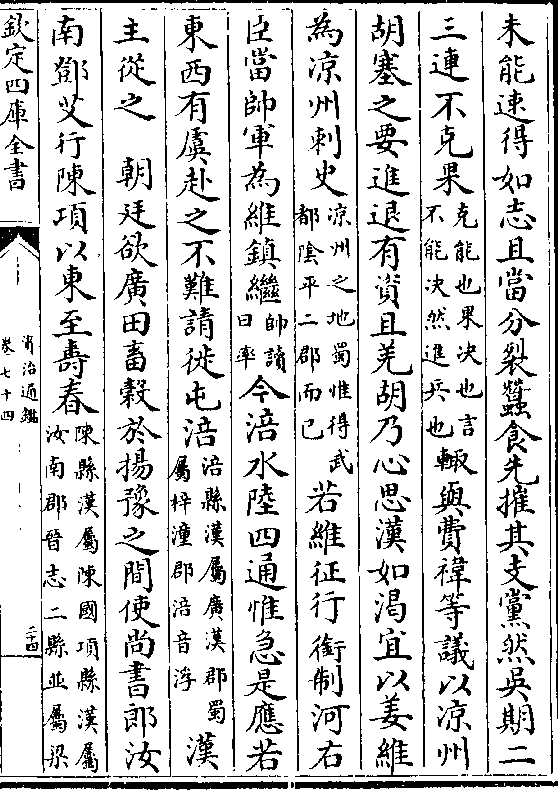 未能速得如志且當分裂蠶食先摧其支黨然吳期二
三連不克果克能也果决也言不能决然進兵也輙與費禕等議以凉州
胡塞之要進退有資且羌胡乃心思漢如渴宜以姜維
為凉州刺史凉州之地蜀惟得武都隂平二郡而已若維征行銜制河右
臣當帥軍為維鎮繼帥讀曰率今涪水陸四通惟急是應若
東西有虞赴之不難請徙屯涪涪縣漢屬廣漢郡蜀屬梓潼郡涪音浮漢
主從之 朝廷欲廣田畜穀於揚豫之間使尚書郎汝
南鄧艾行陳項以東至壽春陳縣漢屬陳國項縣漢屬汝南郡晉志二縣並屬梁
欽定四庫全書
資治通鑑
卷七十四
二十四